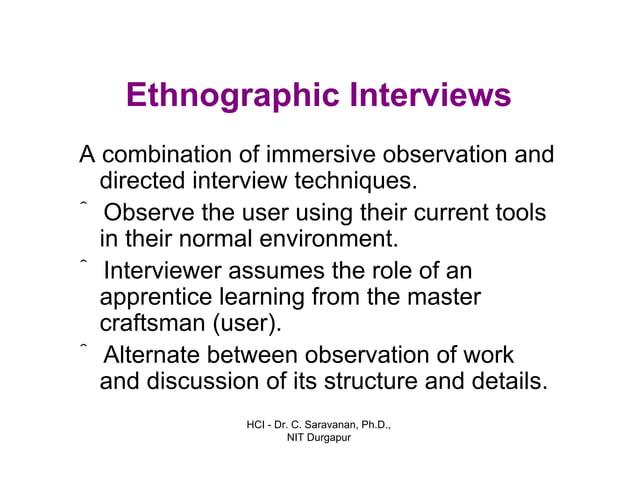 Ethnographic Interviews
A combination of immersive observation and
directed interview techniques.
ˆ Observe the user using their current tools
in their normal environment.
ˆ Interviewer assumes the role of an
apprentice learning from the master
craftsman (user).
ˆ Alternate between observation of work
and discussion of its structure and details.
HCI - Dr. C. Saravanan, Ph.D.,
NIT Durgapur